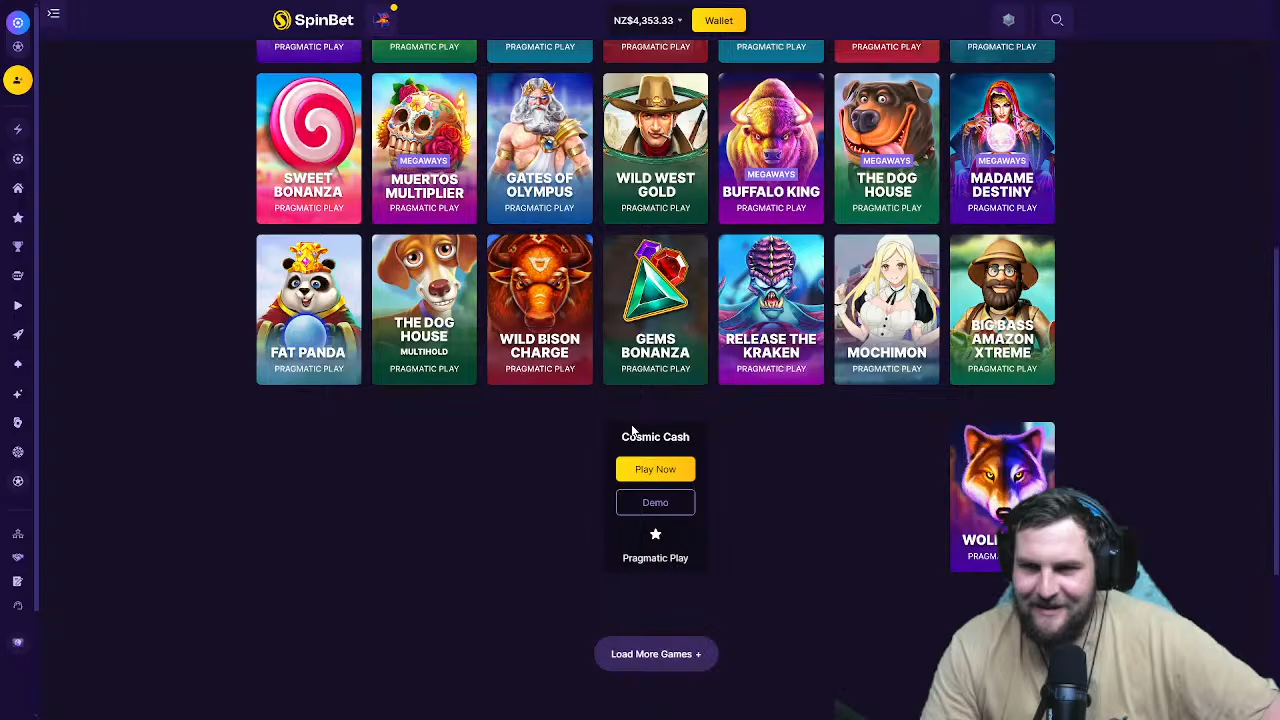 SpinBet
NZ$4,353.33
Wallet
PRAGMATIC PLAY
PRAGMATIC PLAY
PRAGMATIC PLAY
PRAGMATIC PLAY
PRAGMATIC PLAY
PRAGMATIC PLAY
PRAGMATIC PLAY
SWEET
BONANZA
PRAGMATIC PLAY
MEGAWAYS
MUERTOS
MULTIPLIER
PRAGMATIC PLAY
GATES OF
OLYMPUS
PRAGMATIC PLAY
WILD WEST
GOLD
PRAGMATIC PLAY
MEGAWAYS
BUFFALO KING
PRAGMATIC PLAY
MEGAWAYS
THE DOG
HOUSE
PRAGMATIC PLAY
MEGAWAYS
MADAME
DESTINY
PRAGMATIC PLAY
FAT PANDA
PRAGMATIC PLAY
THE DOG
HOUSE
MULTIHOLD
PRAGMATIC PLAY
WILD BISON
CHARGE
PRAGMATIC PLAY
GEMS
BONANZA
PRAGMATIC PLAY
RELEASE THE
KRAKEN
PRAGMATIC PLAY
MOCHIMON
PRAGMATIC PLAY
BIG BASS
AMAZON
XTREME
PRAGMATIC PLAY
Cosmic Cash
Play Now
Demo
Pragmatic Play
Load More Games +